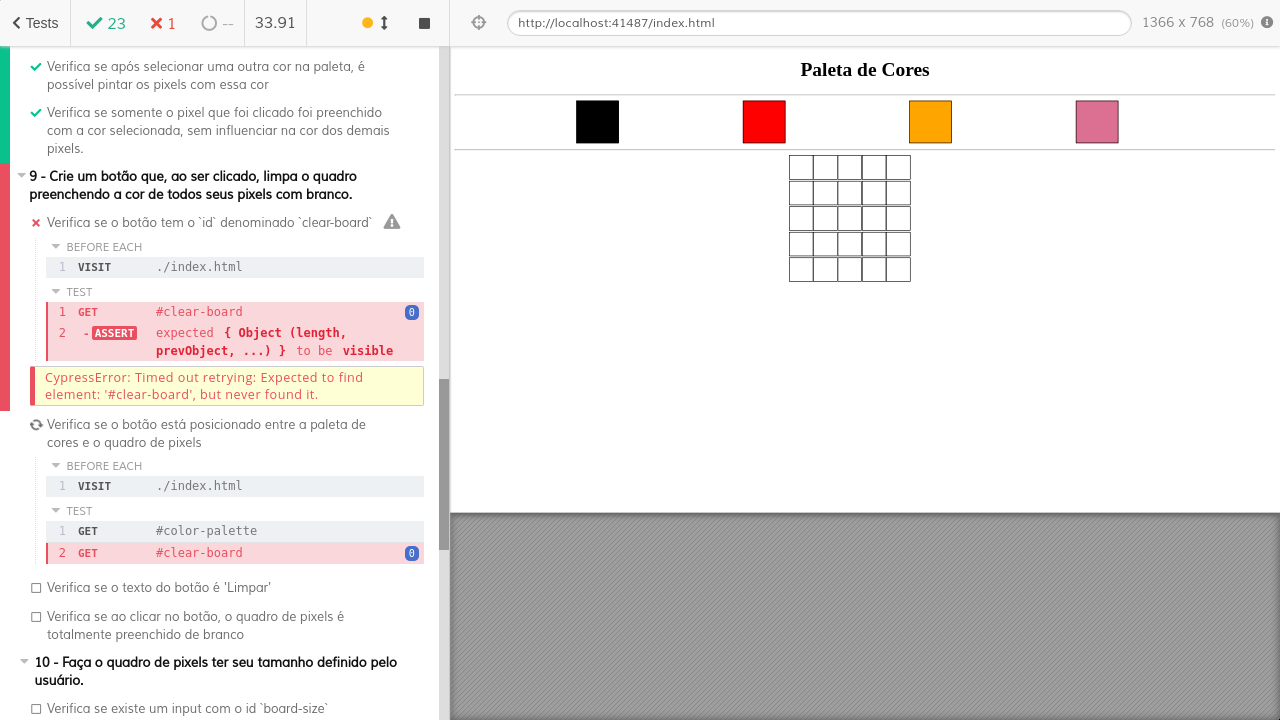 Tests
23
1
--
33.91
http://localhost:41487/index.html
1366 x 768 (60%)
Verifica se após selecionar uma outra cor na paleta, é
possível pintar os pixels com essa cor
Verifica se somente o pixel que foi clicado foi preenchido
com a cor selecionada, sem influenciar na cor dos demais
pixels.
9 - Crie um botão que, ao ser clicado, limpa o quadro
preenchendo a cor de todos seus pixels com branco.
Verifica se o botão tem o `id` denominado `clear-board`
BEFORE EACH
1 VISIT ./index.html
TEST
1 GET #clear-board 0
2 -ASSERT expected { Object (length,
prevObject, ...) } to be visible
CypressError: Timed out retrying: Expected to find
element: '#clear-board', but never found it.
Verifica se o botão está posicionado entre a paleta de
cores e o quadro de pixels
BEFORE EACH
1 VISIT ./index.html
TEST
1 GET #color-palette
2 GET #clear-board 0
Verifica se o texto do botão é 'Limpar'
Verifica se ao clicar no botão, o quadro de pixels é
totalmente preenchido de branco
10 - Faça o quadro de pixels ter seu tamanho definido pelo
usuário.
Verifica se existe um input com o id `board-size`
Paleta de Cores